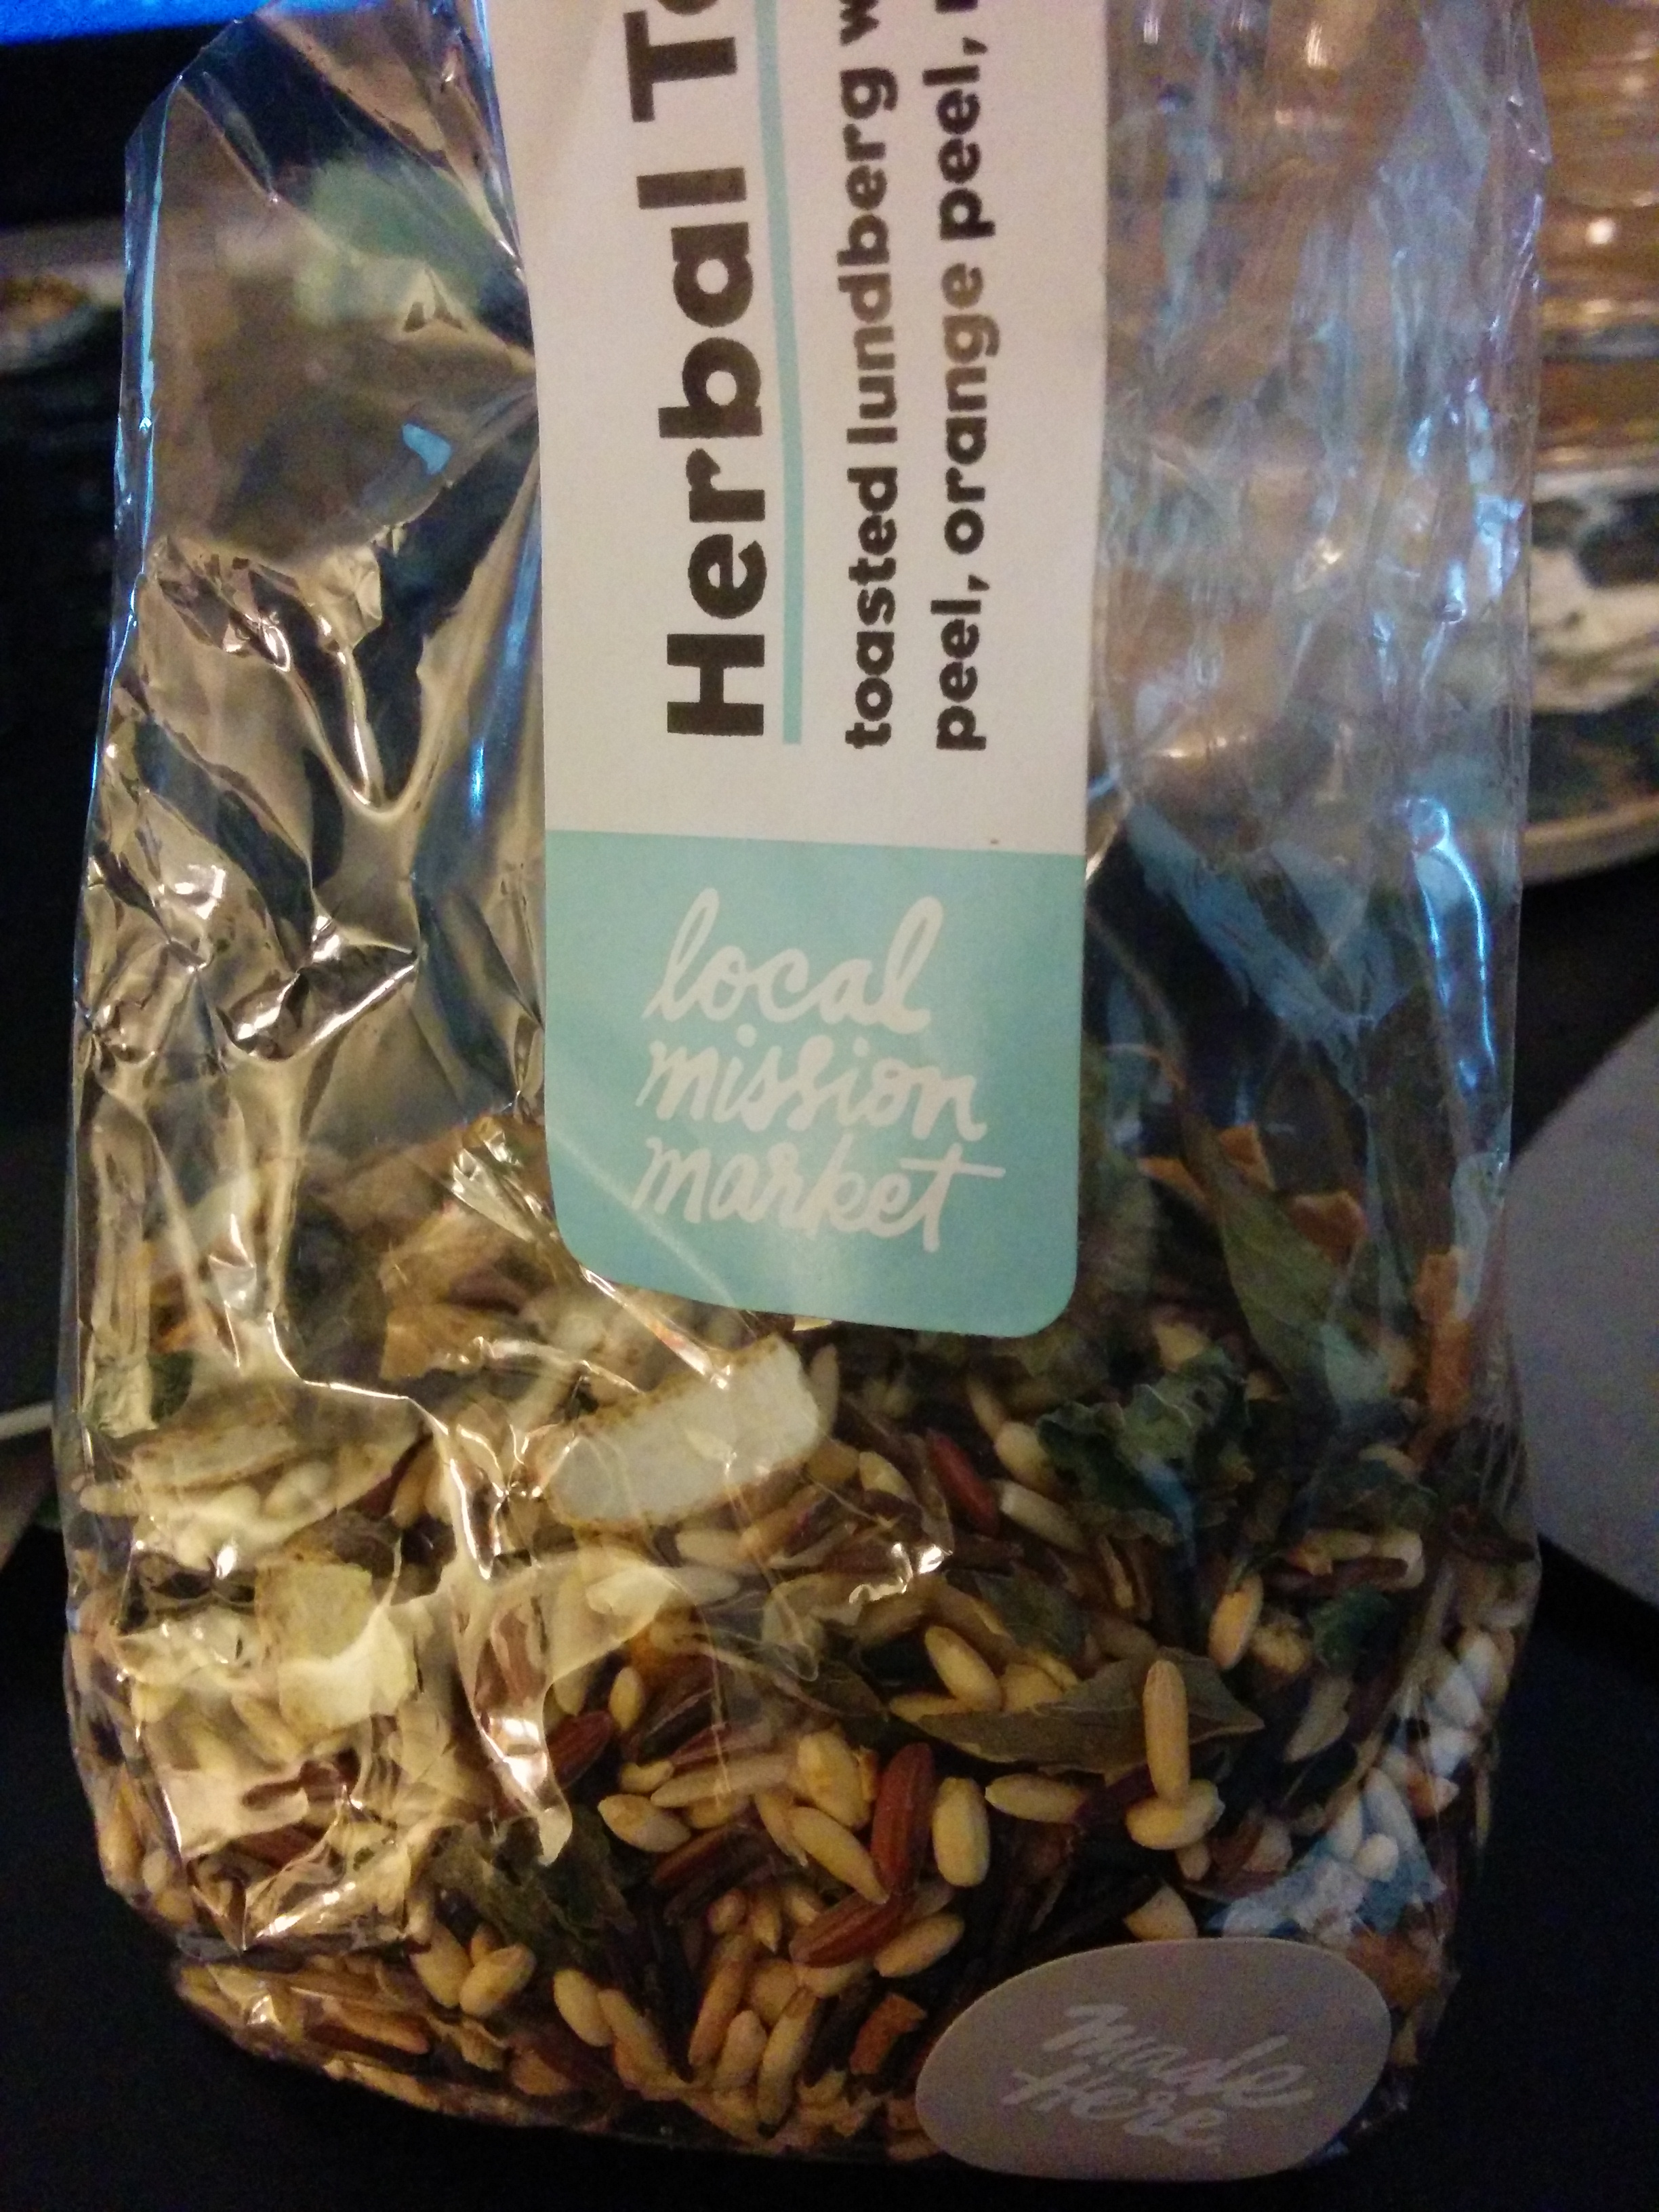 Herbal
toasted lundberg
peel, orange peel,
local
mission
market
made
here